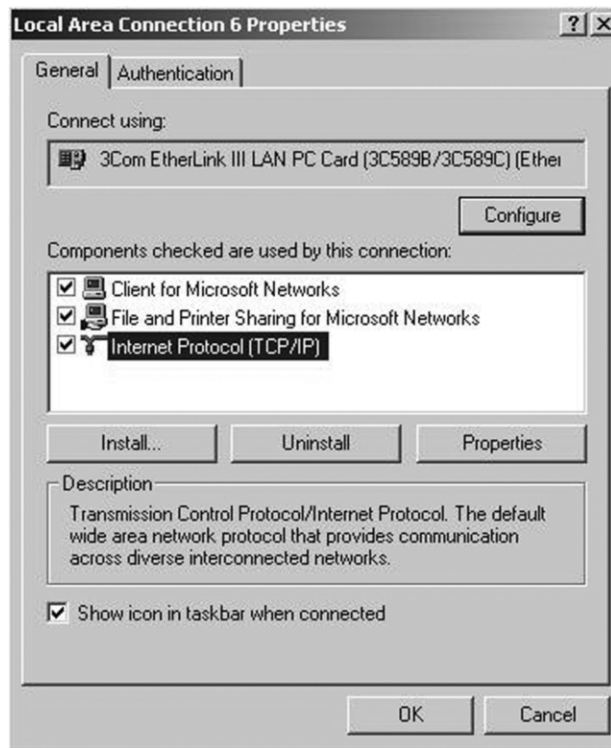 Local Area Connection 6 Properties
General
Authentication
Connect using:
3Com EtherLink III LAN PC Card (3C589B/3C589C) (Ether
Configure
Components checked are used by this connection:
Client for Microsoft Networks
File and Printer Sharing for Microsoft Networks
Internet Protocol (TCP/IP)
Install...
Uninstall
Properties
Description
Transmission Control Protocol/Internet Protocol. The default
wide area network protocol that provides communication
across diverse interconnected networks.
Show icon in taskbar when connected
OK
Cancel